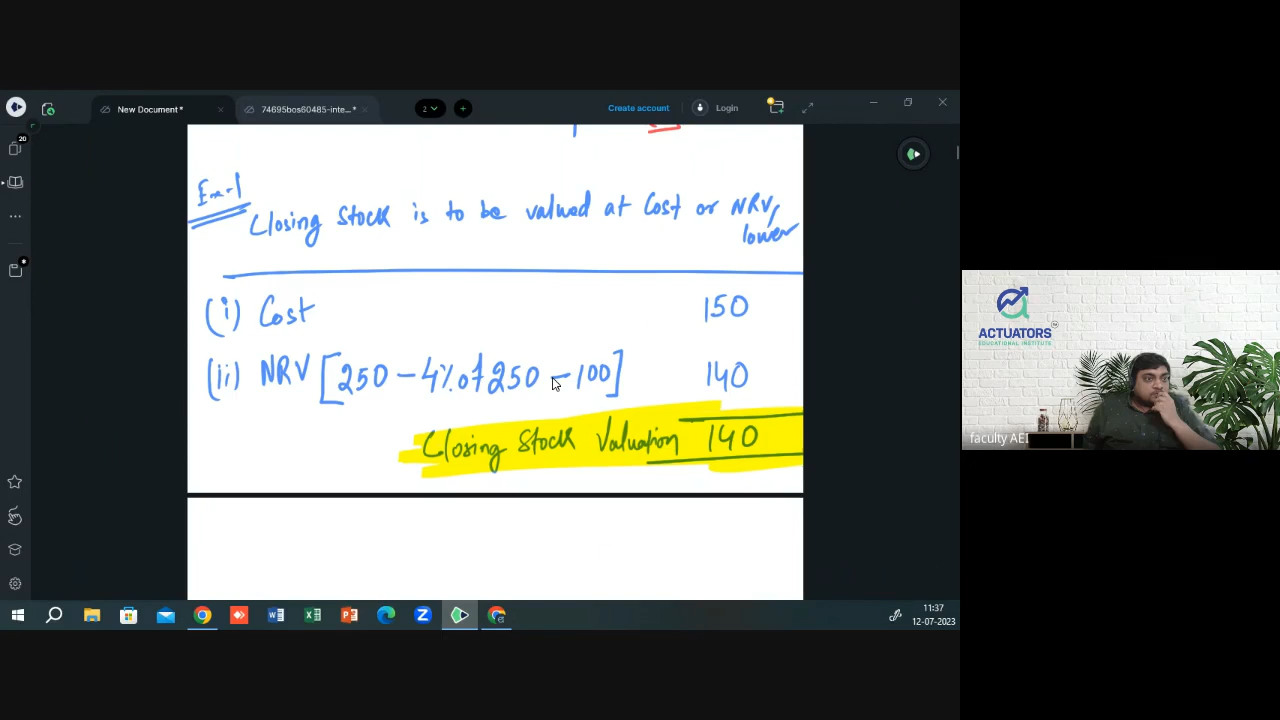 New Document*
74695bos60485-inte...*
2
Create account
Login
20
Ex-1
Closing Stock is to be valued at Cost or NRV,
lower
(i) Cost 150
(ii) NRV [250 - 4% of 250 - 100] 140
Closing Stock Valuation 140
ACTUATORS
EDUCATIONAL INSTITUTE
faculty AEI
11:37
12-07-2023